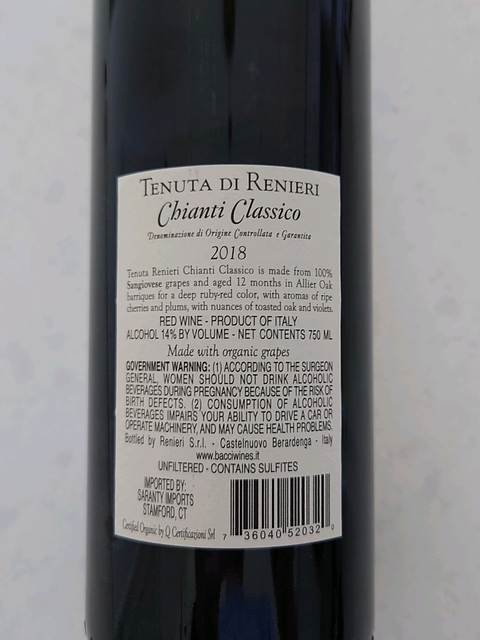 TENUTA DI RENIERI
Chianti Classico
Denominazione di Origine Controllata e Garantita
2018
Tenuta Renieri Chianti Classico is made from 100%
Sangiovese grapes and aged 12 months in Allier Oak
barriques for a deep ruby-red color, with aromas of ripe
cherries and plums, with nuances of toasted oak and violets.
RED WINE - PRODUCT OF ITALY
ALCOHOL 14% BY VOLUME - NET CONTENTS 750 ML
Made with organic grapes
GOVERNMENT WARNING: (1) ACCORDING TO THE SURGEON
GENERAL, WOMEN SHOULD NOT DRINK ALCOHOLIC
BEVERAGES DURING PREGNANCY BECAUSE OF THE RISK OF
BIRTH DEFECTS. (2) CONSUMPTION OF ALCOHOLIC
BEVERAGES IMPAIRS YOUR ABILITY TO DRIVE A CAR OR
OPERATE MACHINERY, AND MAY CAUSE HEALTH PROBLEMS.
Bottled by Renieri S.r.l. - Castelnuovo Berardenga - Italy
www.bacciwines.it
UNFILTERED - CONTAINS SULFITES
IMPORTED BY:
SARANTY IMPORTS
STAMFORD, CT
Certified Organic by Q Certificazioni Srl
7 36040 52032 0